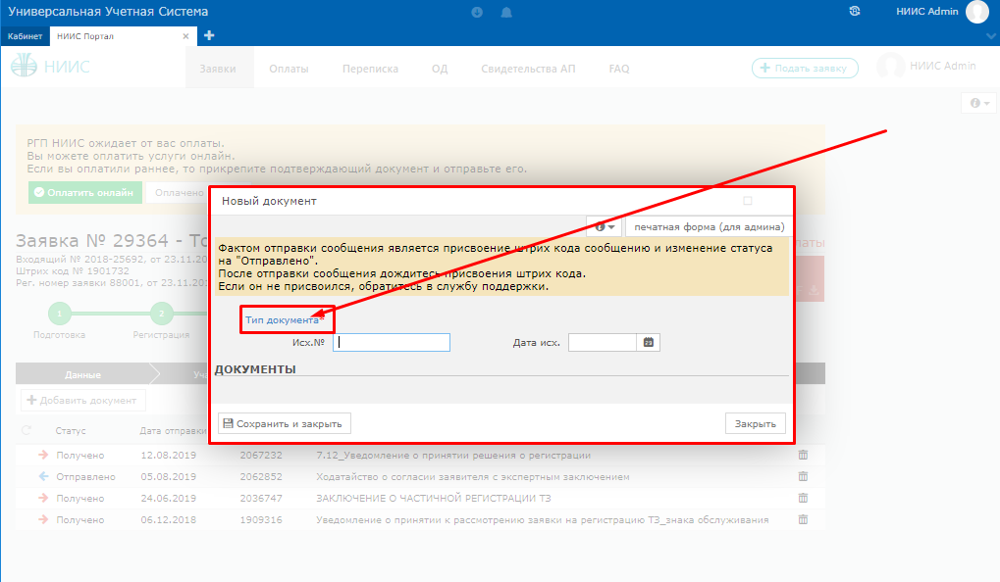 Универсальная Учетная Система
НИИС Admin
Кабинет
НИИС Портал
НИИС
Заявки
Оплаты
Переписка
ОД
Свидетельства АП
FAQ
Подать заявку
НИИС Admin
РГП НИИС ожидает от вас оплаты.
Вы можете оплатить услуги онлайн.
Если вы оплатили раннее, то прикрепите подтверждающий документ и отправьте его.
Оплатить онлайн
Оплачено
Новый документ
печатная форма (для админа)
Фактом отправки сообщения является присвоение штрих кода сообщению и изменение статуса
на "Отправлено".
После отправки сообщения дождитесь присвоения штрих кода.
Если он не присвоился, обратитесь в службу поддержки.
Тип документа*
Исх.№
Дата исх.
ДОКУМЕНТЫ
Сохранить и закрыть
Закрыть
Заявка № 29364 - То
латы
Входящий № 2018-25692, от 23.11.20
Штрих код № 1901732
Рег. номер заявки 88001, от 23.11.201
1
2
Подготовка
Регистрация
Данные
Уча
Добавить документ
Статус
Дата отправки
Получено 12.08.2019 2067232 7.12_Уведомление о принятии решения о регистрации
Отправлено 05.08.2019 2062852 Ходатайство о согласии заявителя с экспертным заключением
Получено 24.06.2019 2036747 ЗАКЛЮЧЕНИЕ О ЧАСТИЧНОЙ РЕГИСТРАЦИИ ТЗ
Получено 06.12.2018 1909316 Уведомление о принятии к рассмотрению заявки на регистрацию ТЗ_знака обслуживания